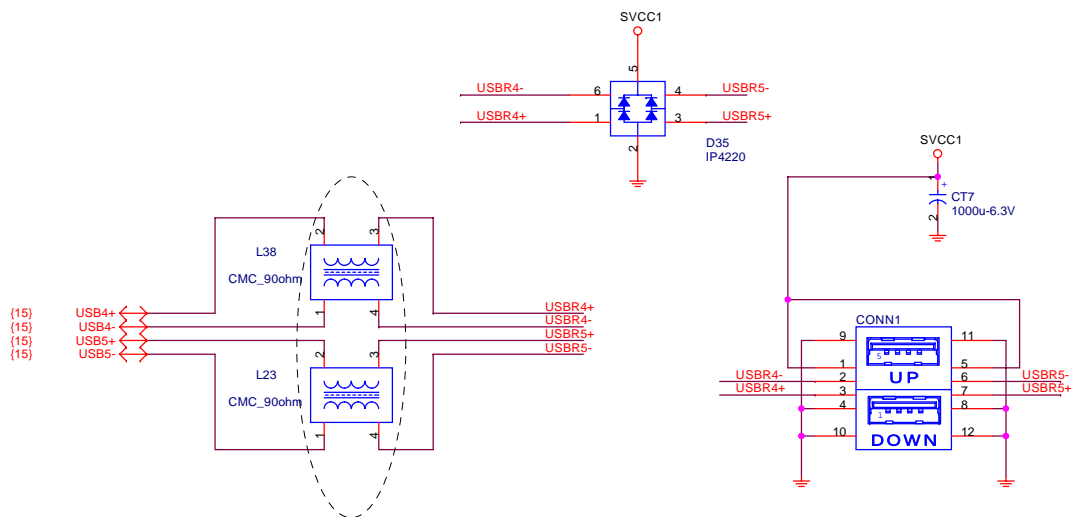 SVCC1
5
USBR4- 6 4 USBR5-
USBR4+ 1 3 USBR5+
2
D35
IP4220
SVCC1
1
+
CT7
1000u-6.3V
2
2 3
L38
CMC_90ohm
1 4
{15} USB4+
{15} USB4-
{15} USB5+
{15} USB5-
USBR4+
USBR4-
USBR5+
USBR5-
2 3
L23
CMC_90ohm
1 4
CONN1
9 11
5
1 5
UP
USBR4- 2 6 USBR5-
USBR4+ 3 7 USBR5+
4 8
1
10 12
DOWN